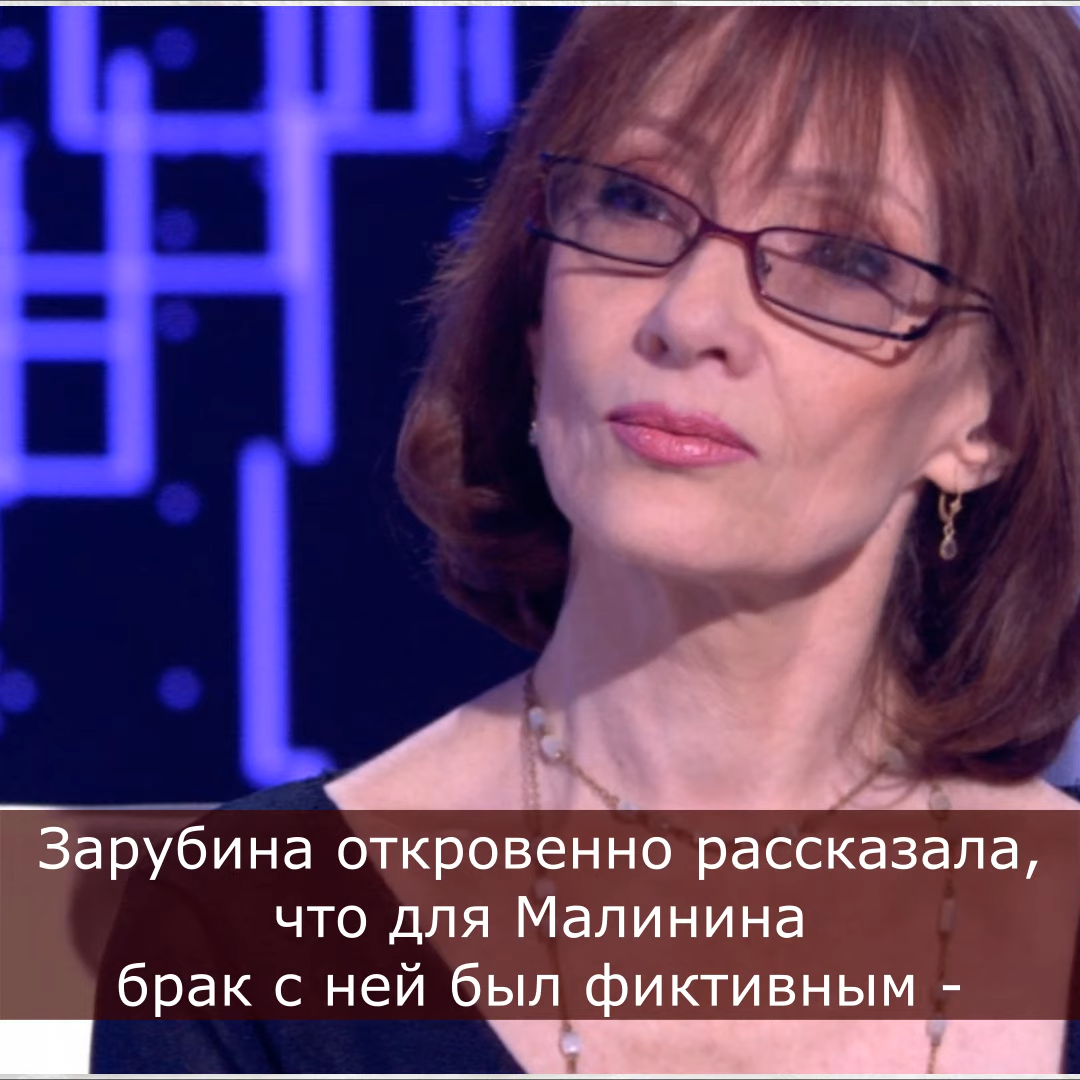 Зарубина откровенно рассказала,
что для Малинина
брак с ней был фиктивным -